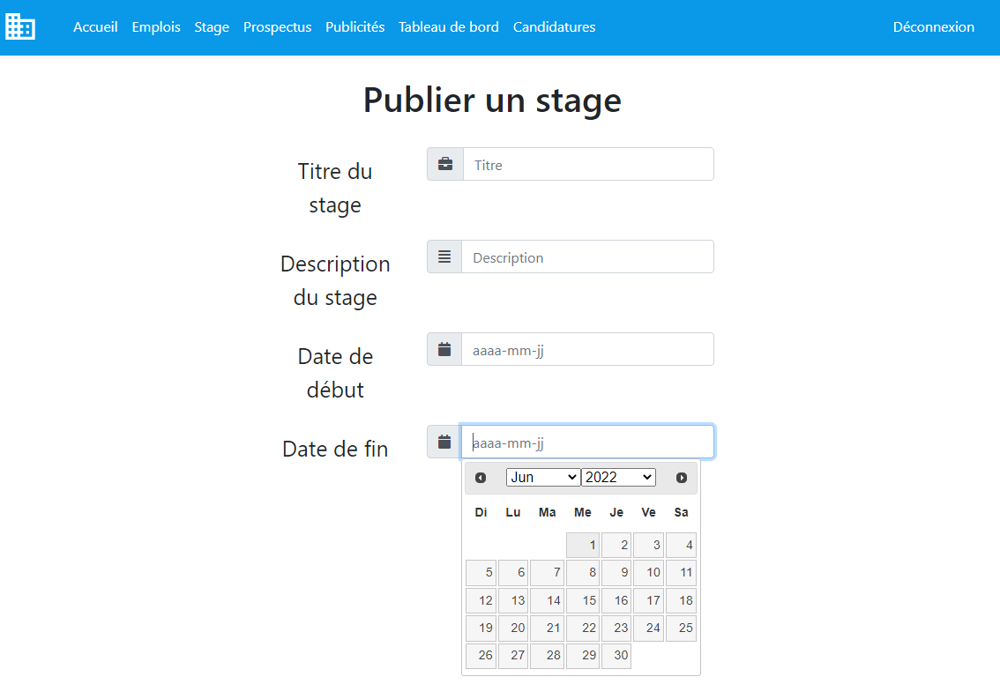 Accueil Emplois Stage Prospectus Publicités Tableau de bord Candidatures Déconnexion
Publier un stage
Titre du
stage
Titre
Description
du stage
Description
Date de
début
aaaa-mm-jj
Date de fin
aaaa-mm-jj
Jun 2022
Di Lu Ma Me Je Ve Sa
1 2 3 4
5 6 7 8 9 10 11
12 13 14 15 16 17 18
19 20 21 22 23 24 25
26 27 28 29 30